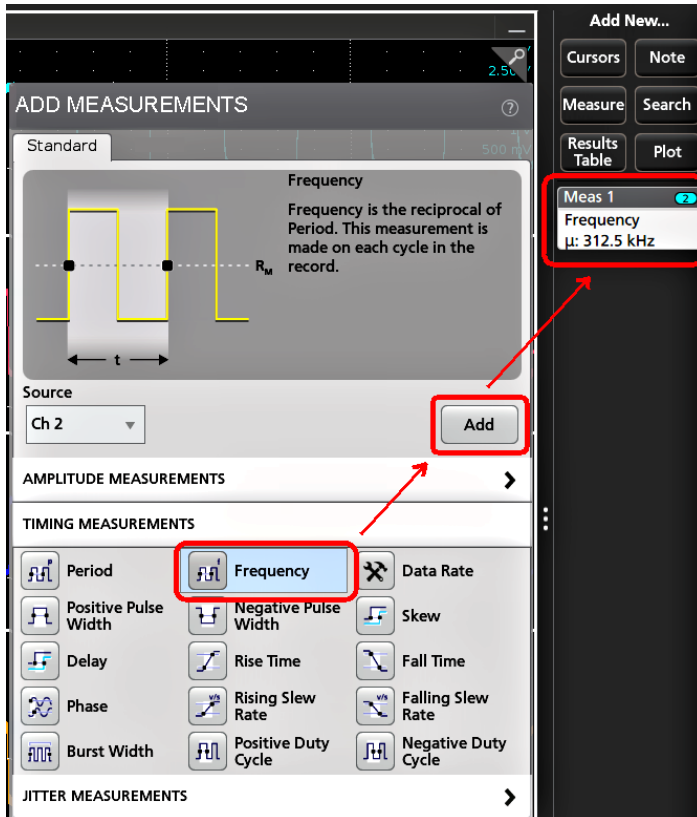 Add New...
Cursors
Note
2.50
ADD MEASUREMENTS
?
Measure
Search
Standard
500 mV
Results
Table
Plot
Frequency
Frequency is the reciprocal of
Period. This measurement is
made on each cycle in the
record.
RM
t
Meas 1
2
Frequency
μ: 312.5 kHz
Source
Ch 2
Add
AMPLITUDE MEASUREMENTS
TIMING MEASUREMENTS
Period
Frequency
Data Rate
Positive Pulse
Width
Negative Pulse
Width
Skew
Delay
Rise Time
Fall Time
Phase
Rising Slew
Rate
Falling Slew
Rate
Burst Width
Positive Duty
Cycle
Negative Duty
Cycle
JITTER MEASUREMENTS